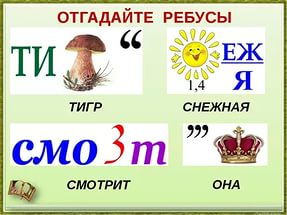 ОТГАДАЙТЕ РЕБУСЫ
ТИ “
ЕЖ
Я
1,4
ТИГР
СНЕЖНАЯ
смо3т
’’’
СМОТРИТ
ОНА